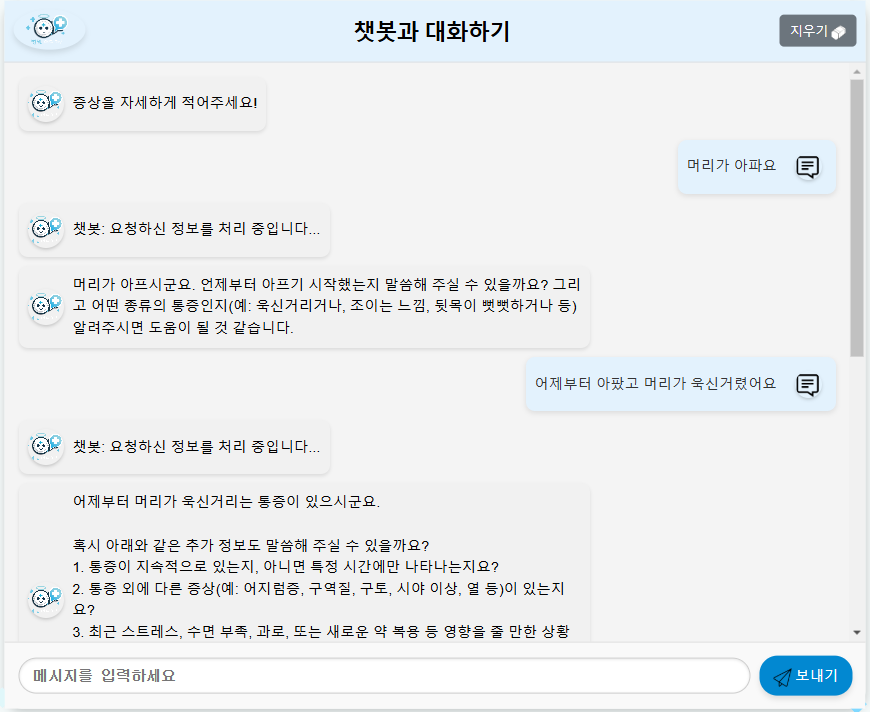 챗봇과 대화하기
지우기
증상을 자세하게 적어주세요!
머리가 아파요
챗봇: 요청하신 정보를 처리 중입니다...
머리가 아프시군요. 언제부터 아프기 시작했는지 말씀해 주실 수 있을까요? 그리
고 어떤 종류의 통증인지(예: 욱신거리거나, 조이는 느낌, 뒷목이 뻣뻣하거나 등)
알려주시면 도움이 될 것 같습니다.
어제부터 아팠고 머리가 욱신거렸어요
챗봇: 요청하신 정보를 처리 중입니다...
어제부터 머리가 욱신거리는 통증이 있으시군요.
혹시 아래와 같은 추가 정보도 말씀해 주실 수 있을까요?
1. 통증이 지속적으로 있는지, 아니면 특정 시간에만 나타나는지요?
2. 통증 외에 다른 증상(예: 어지럼증, 구역질, 구토, 시야 이상, 열 등)이 있는지
요?
3. 최근 스트레스, 수면 부족, 과로, 또는 새로운 약 복용 등 영향을 줄 만한 상황
메시지를 입력하세요
보내기